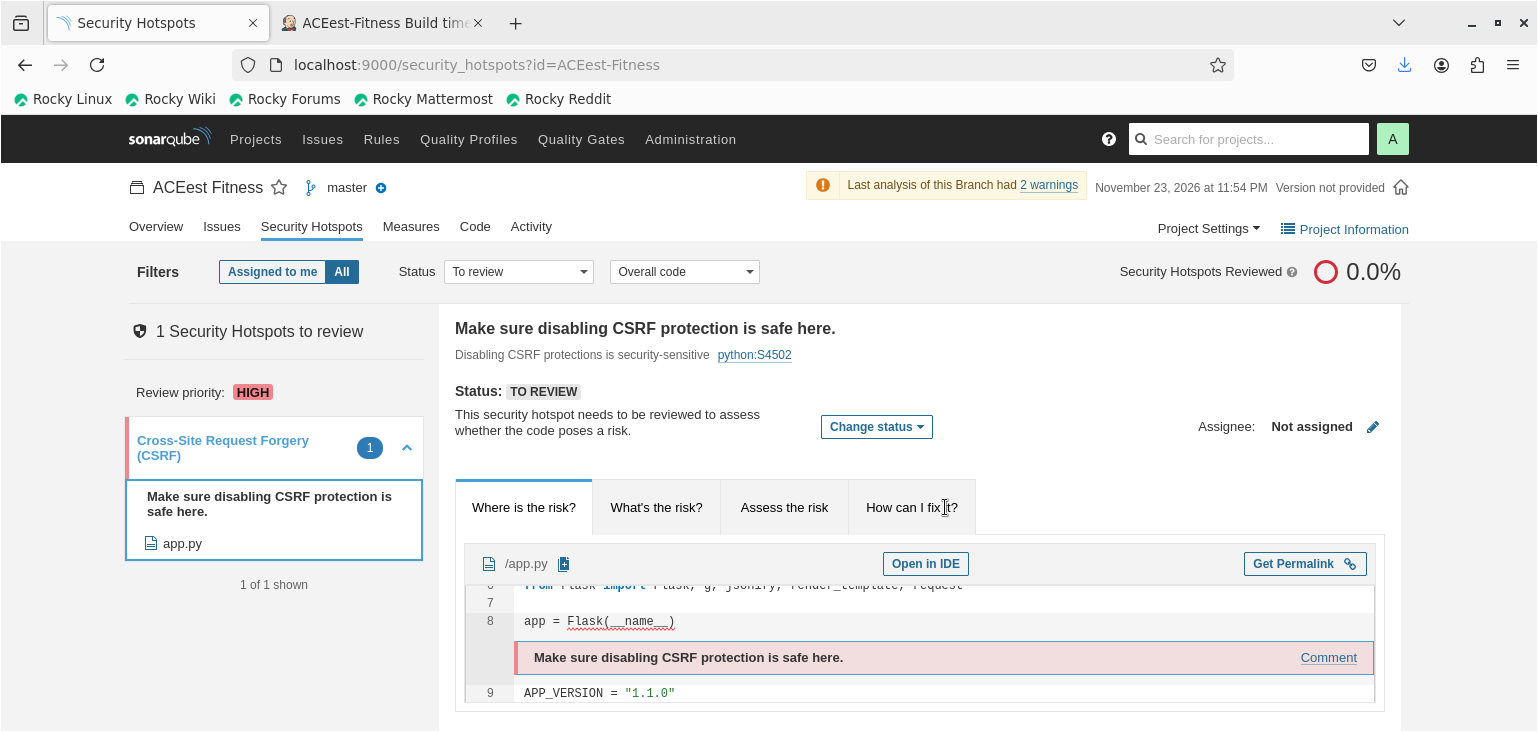 Security Hotspots
ACEest-Fitness Build time
localhost:9000/security_hotspots?id=ACEest-Fitness
Rocky Linux Rocky Wiki Rocky Forums Rocky Mattermost Rocky Reddit
sonarqube Projects Issues Rules Quality Profiles Quality Gates Administration ? Search for projects... A
ACEest Fitness master Last analysis of this Branch had 2 warnings November 23, 2026 at 11:54 PM Version not provided
Overview Issues Security Hotspots Measures Code Activity Project Settings Project Information
Filters Assigned to me All Status To review Overall code Security Hotspots Reviewed ? 0.0%
1 Security Hotspots to review
Review priority: HIGH
Cross-Site Request Forgery
(CSRF)
1
Make sure disabling CSRF protection is
safe here.
app.py
1 of 1 shown
Make sure disabling CSRF protection is safe here.
Disabling CSRF protections is security-sensitive python:S4502
Status: TO REVIEW
This security hotspot needs to be reviewed to assess
whether the code poses a risk.
Change status
Assignee: Not assigned
Where is the risk? What's the risk? Assess the risk How can I fix it?
/app.py Open in IDE Get Permalink
6 from flask import Flask, g, jsonify, render_template, request
7
8 app = Flask(__name__)
Make sure disabling CSRF protection is safe here. Comment
9 APP_VERSION = "1.1.0"